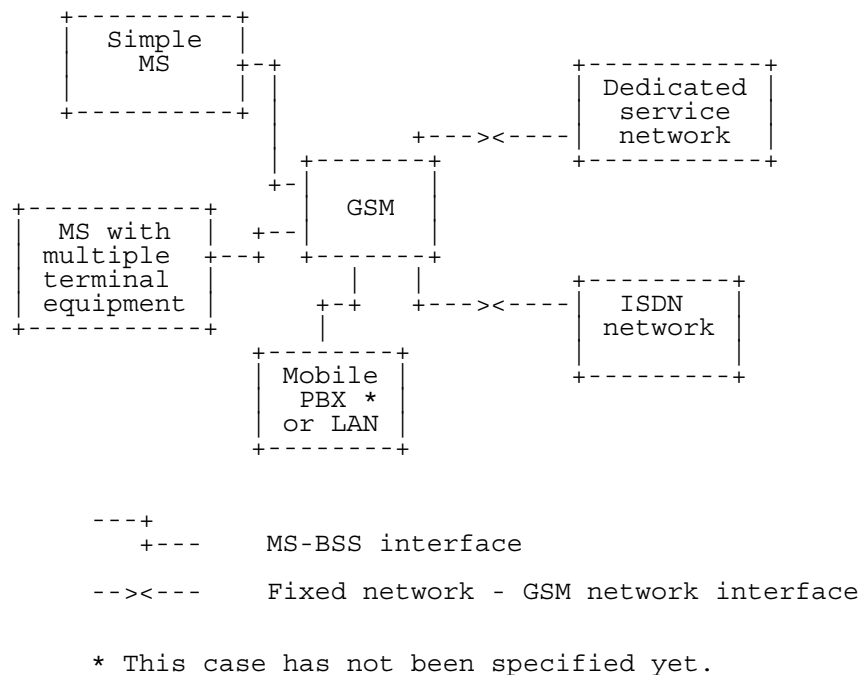 Simple
MS
Dedicated
service
network
GSM
MS with
multiple
terminal
equipment
ISDN
network
Mobile
PBX *
or LAN
MS-BSS interface
Fixed network - GSM network interface
* This case has not been specified yet.